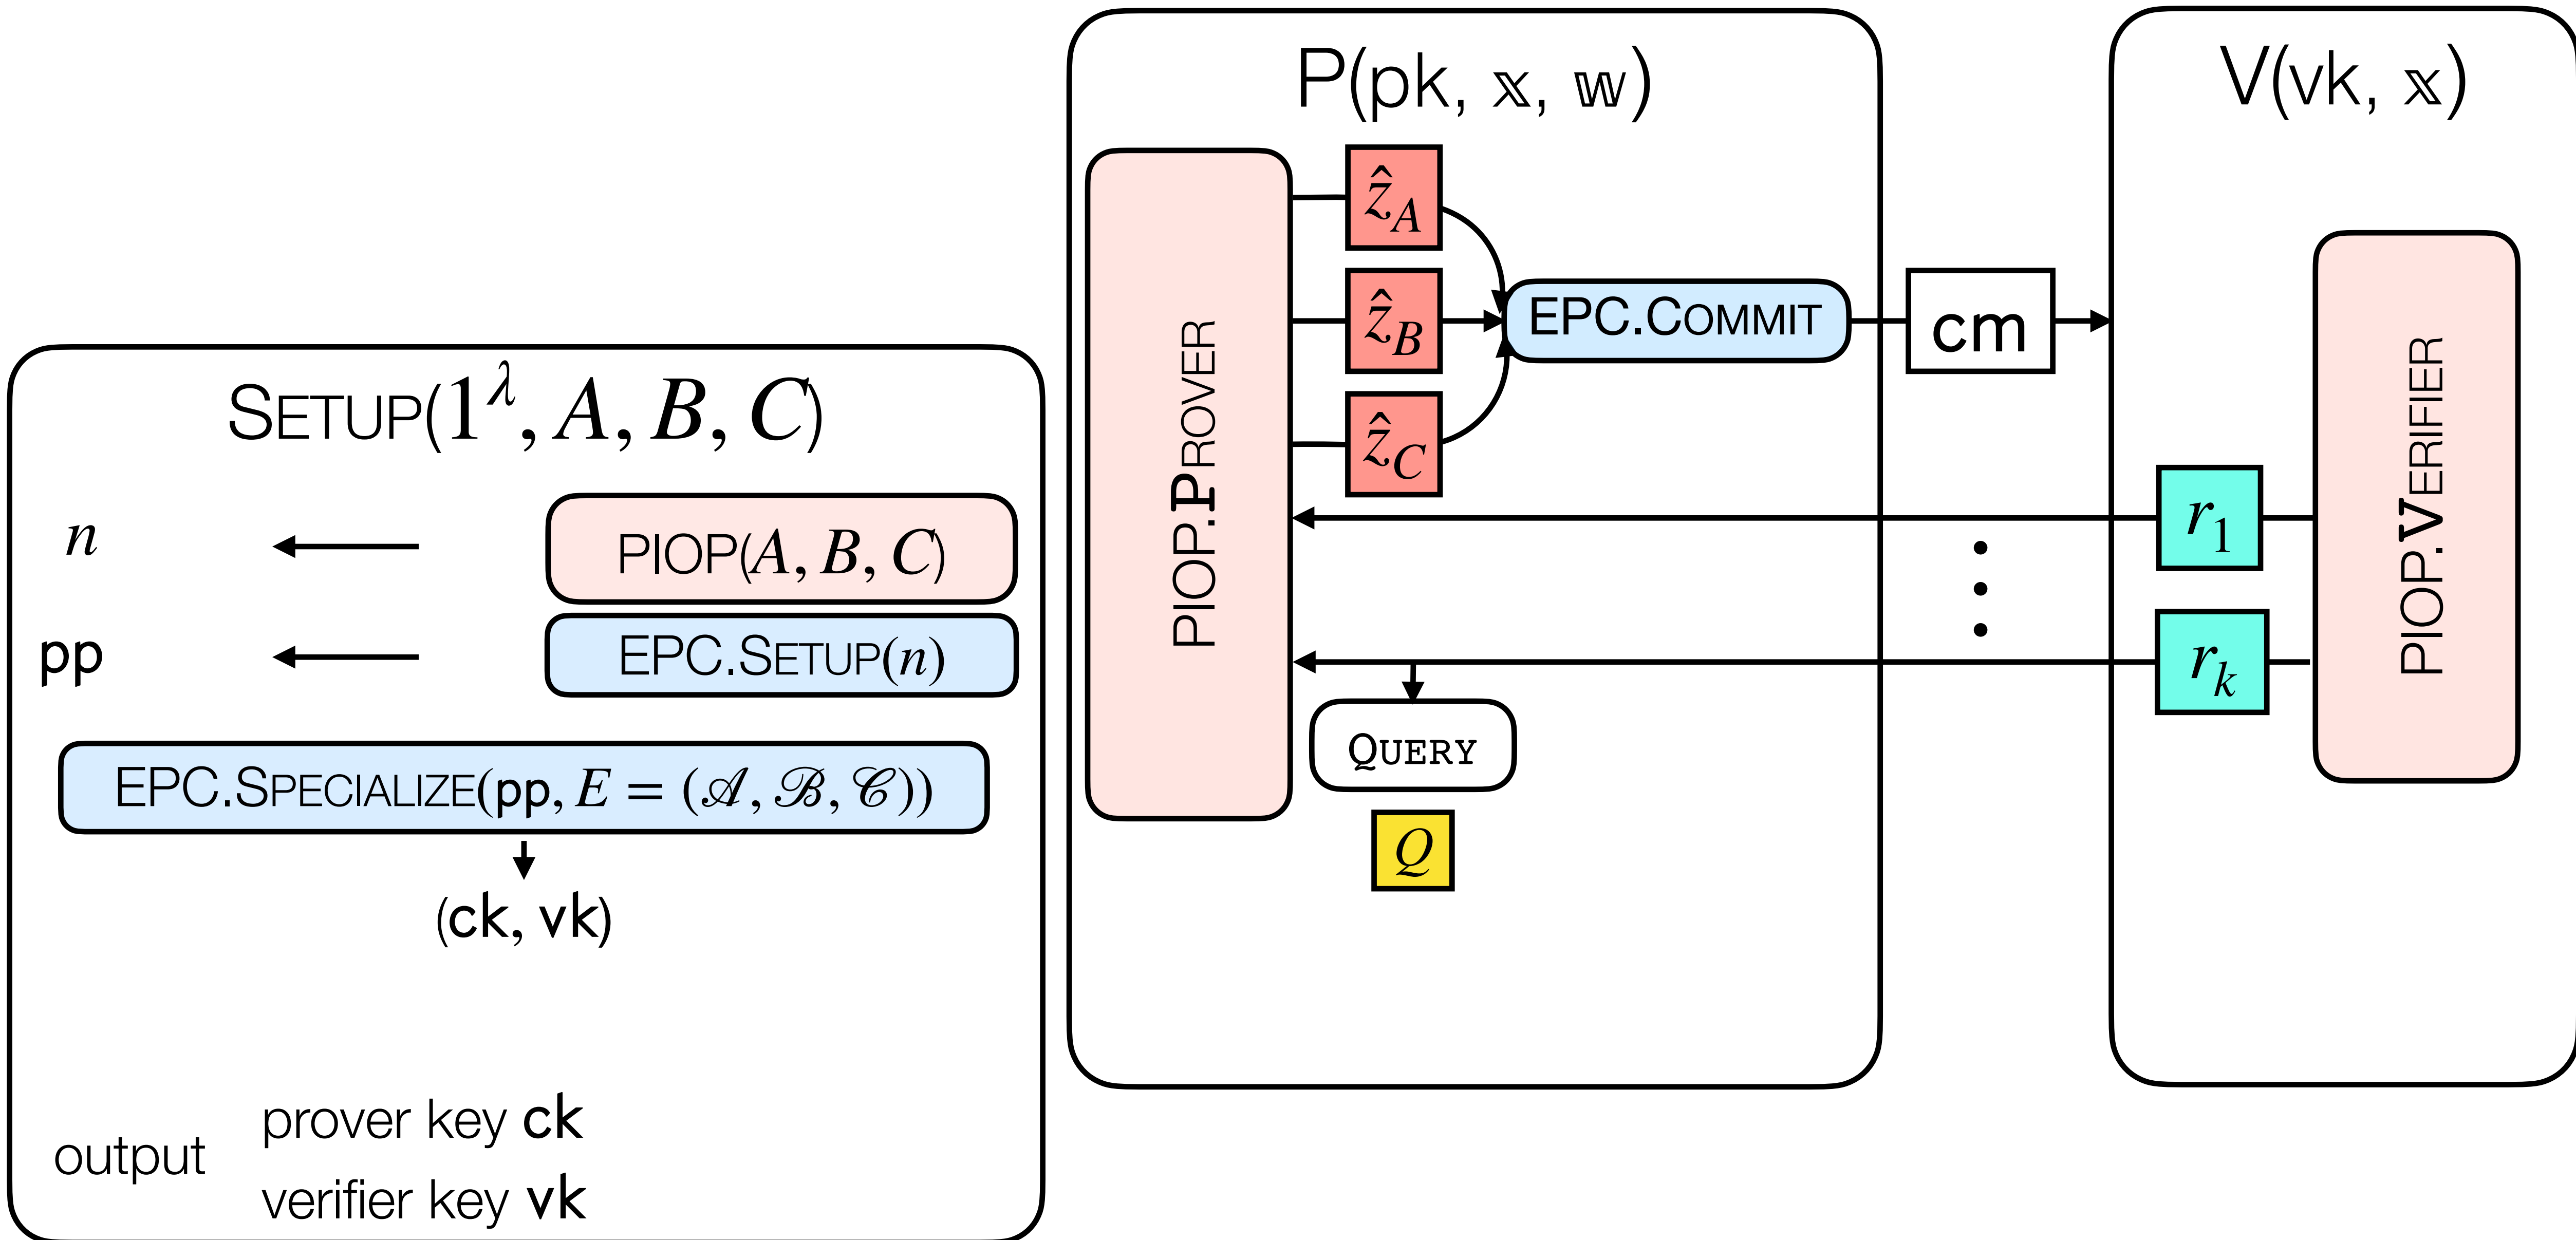 SETUP(1^λ, A, B, C)
n
PIOP(A, B, C)
pp
EPC.SETUP(n)
EPC.SPECIALIZE(pp, E = (𝒜, ℬ, 𝒞))
(ck, vk)
output
prover key ck
verifier key vk
P(pk, 𝕩, 𝕨)
PIOP.PROVER
ẑ_A
ẑ_B
ẑ_C
EPC.COMMIT
cm
QUERY
Q
V(vk, 𝕩)
r_1
r_k
PIOP.VERIFIER